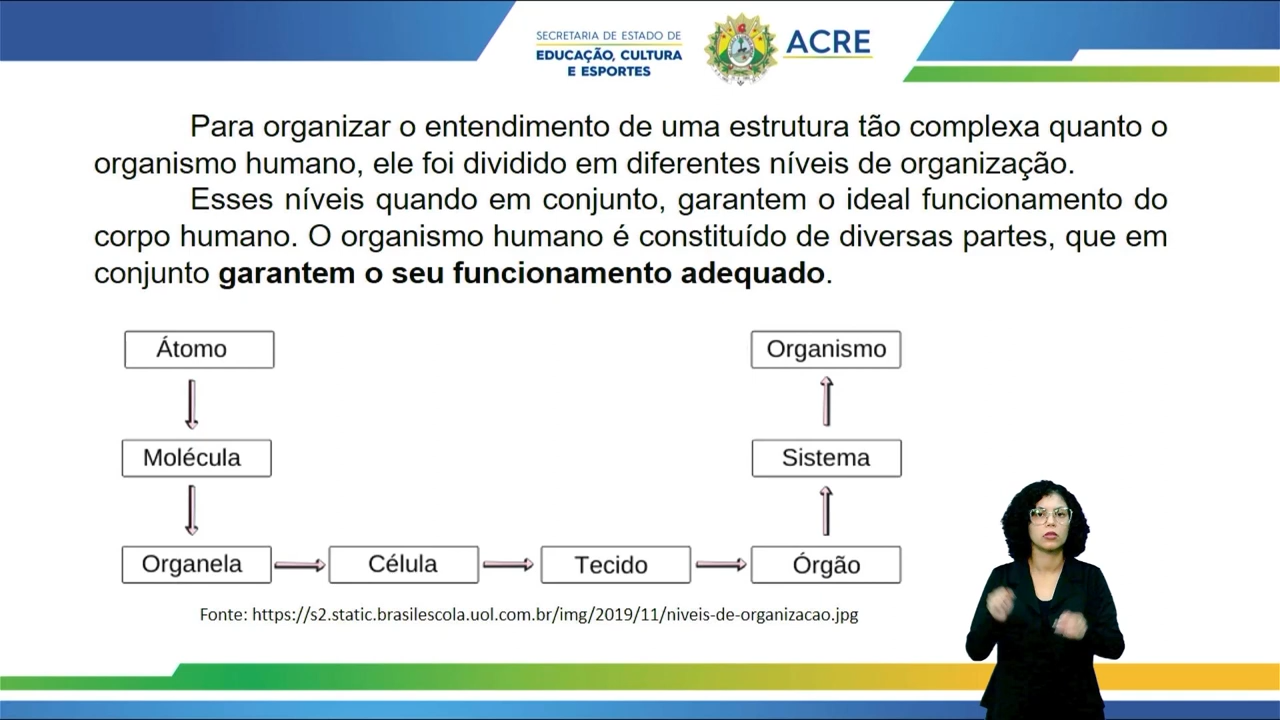 SECRETARIA DE ESTADO DE
EDUCAÇÃO, CULTURA
E ESPORTES
ACRE
Para organizar o entendimento de uma estrutura tão complexa quanto o
organismo humano, ele foi dividido em diferentes níveis de organização.
Esses níveis quando em conjunto, garantem o ideal funcionamento do
corpo humano. O organismo humano é constituído de diversas partes, que em
conjunto garantem o seu funcionamento adequado.
Átomo
Molécula
Organela
Célula
Tecido
Órgão
Sistema
Organismo
Fonte: https://s2.static.brasilescola.uol.com.br/img/2019/11/niveis-de-organizacao.jpg